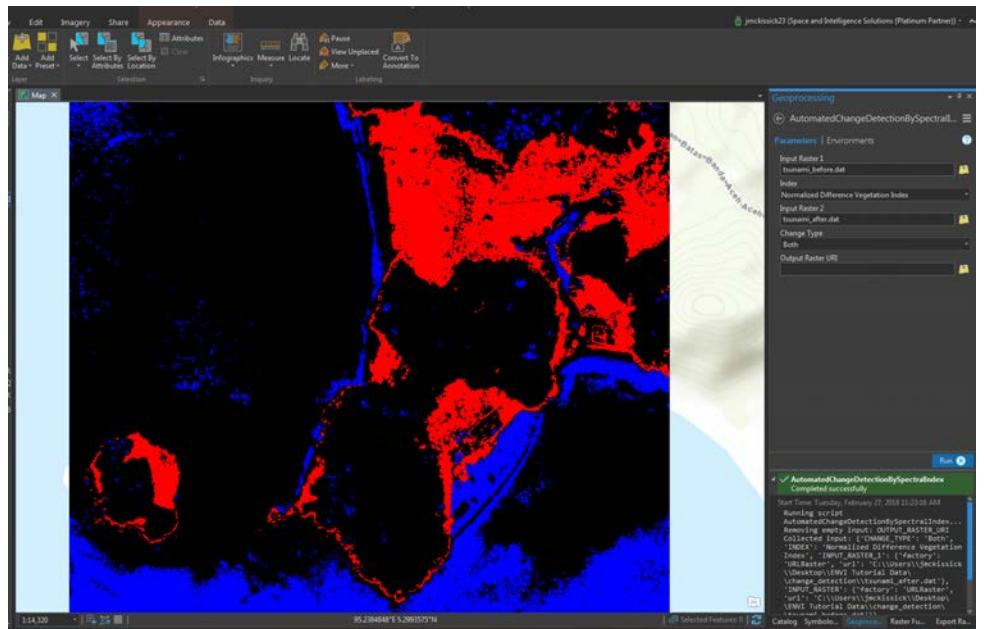 Edit Imagery Share Appearance Data
jmckissick23 (Space and Intelligence Solutions (Platinum Partner))
Add Data
Add Preset
Select
Select By Attributes
Select By Location
Attributes
Clear
Infographics
Measure
Locate
Pause
View Unplaced
More
Convert To Annotation
Layer
Selection
Inquiry
Labeling
Map
Geoprocessing
AutomatedChangeDetectionBySpectralI...
Parameters | Environments
Input Raster 1
tsunami_before.dat
Index
Normalized Difference Vegetation Index
Input Raster 2
tsunami_after.dat
Change Type
Both
Output Raster URI
Run
AutomatedChangeDetectionBySpectralIndex
Completed successfully
Start Time: Tuesday, February 27, 2018 11:23:08 AM
Running script
AutomatedChangeDetectionBySpectralIndex...
Removing empty input: OUTPUT_RASTER_URI
Collected Input: {'CHANGE_TYPE': 'Both',
'INDEX': 'Normalized Difference Vegetation
Index', 'INPUT_RASTER_2': {'factory':
'URLRaster', 'url': 'C:\\Users\\jmckissick
\\Desktop\\ENVI Tutorial Data\
\change_detection\\tsunami_after.dat'},
'INPUT_RASTER': {'factory': 'URLRaster',
'url': 'C:\\Users\\jmckissick\\Desktop\
\ENVI Tutorial Data\\change_detection\
1:14,320
95.2384848°E 5.2993575°N
Selected Features: 0
Catalog Symbolo... Geoproce... Raster Fu... Export Ra...